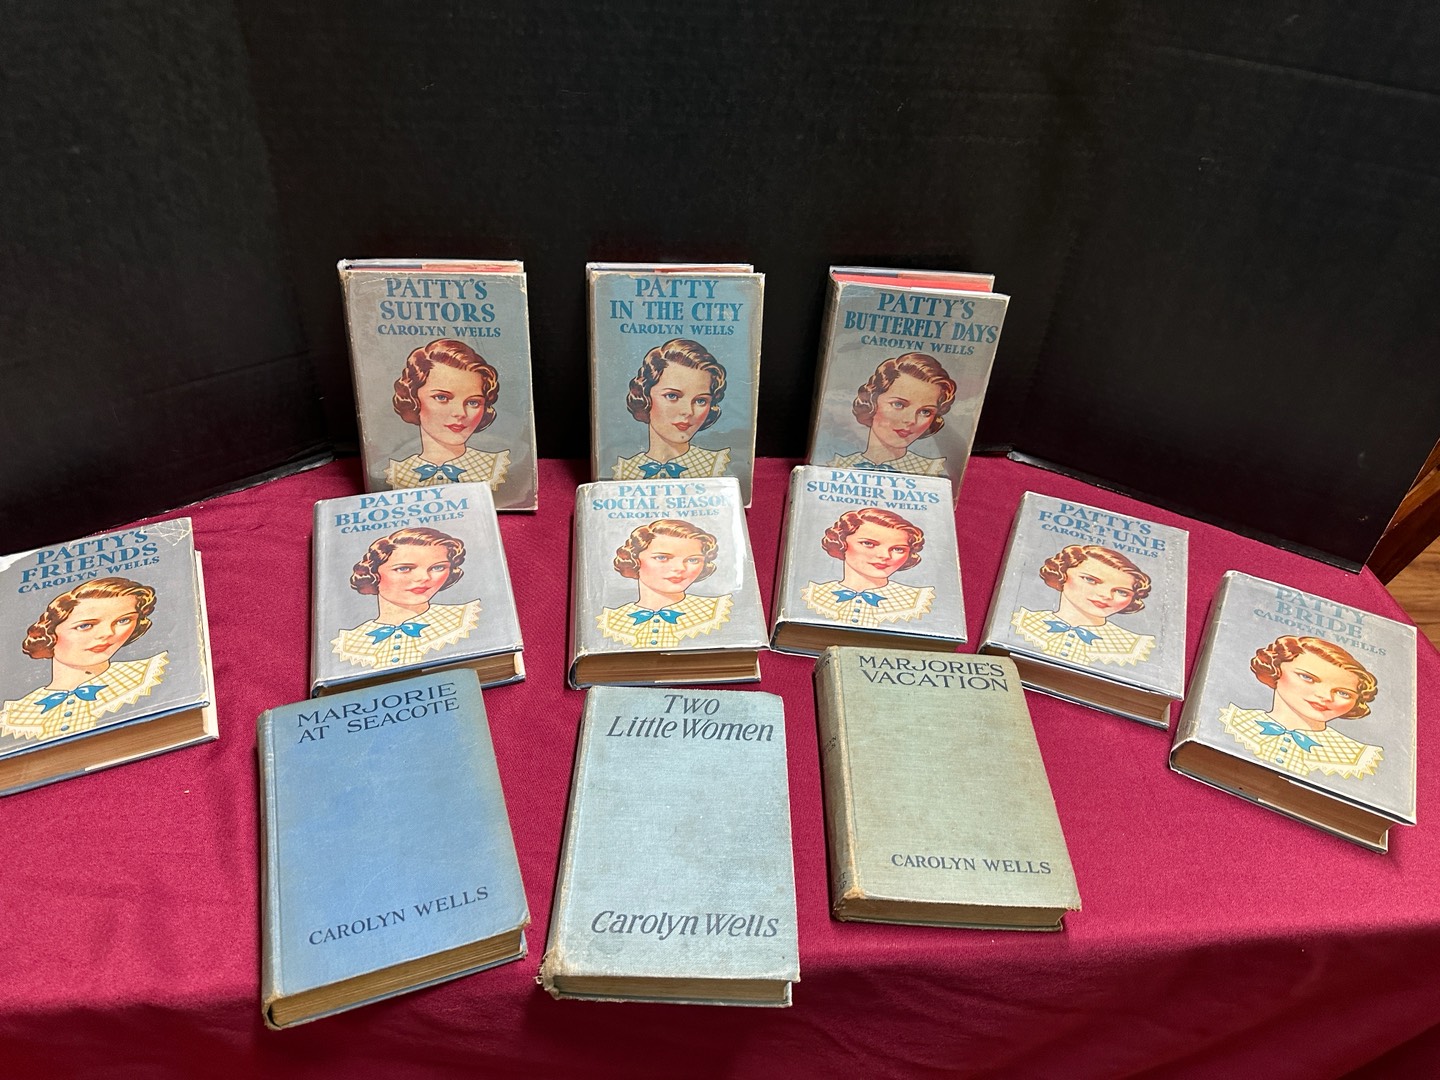 PATTY'S
SUITORS
CAROLYN WELLS
PATTY
IN THE CITY
CAROLYN WELLS
PATTY'S
BUTTERFLY DAYS
CAROLYN WELLS
PATTY'S
FRIENDS
CAROLYN WELLS
PATTY
BLOSSOM
CAROLYN WELLS
PATTY'S
SOCIAL SEASON
CAROLYN WELLS
PATTY'S
SUMMER DAYS
CAROLYN WELLS
PATTY'S
FORTUNE
CAROLYN WELLS
PATTY
BRIDE
CAROLYN WELLS
MARJORIE
AT SEACOTE
CAROLYN WELLS
Two
Little Women
Carolyn Wells
MARJORIE'S
VACATION
CAROLYN WELLS